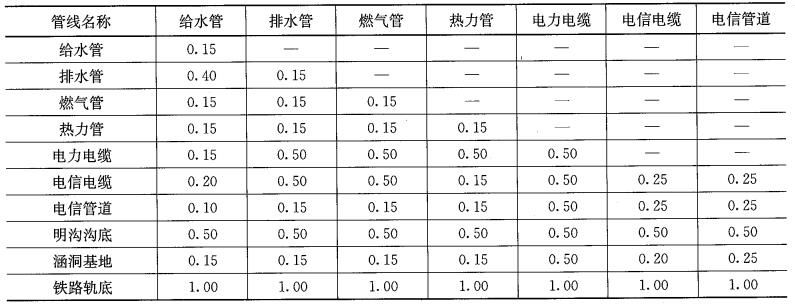 管线名称 给水管 排水管 燃气管 热力管 电力电缆 电信电缆 电信管道
给水管 0.15 — — — — — —
排水管 0.40 0.15 — — — — —
燃气管 0.15 0.15 0.15 — — — —
热力管 0.15 0.15 0.15 0.15 — — —
电力电缆 0.15 0.50 0.50 0.50 0.50 — —
电信电缆 0.20 0.50 0.50 0.15 0.50 0.25 0.25
电信管道 0.10 0.15 0.15 0.15 0.50 0.25 0.25
明沟沟底 0.50 0.50 0.50 0.50 0.50 0.50 0.50
涵洞基地 0.15 0.15 0.15 0.15 0.50 0.20 0.25
铁路轨底 1.00 1.00 1.00 1.00 1.00 1.00 1.00